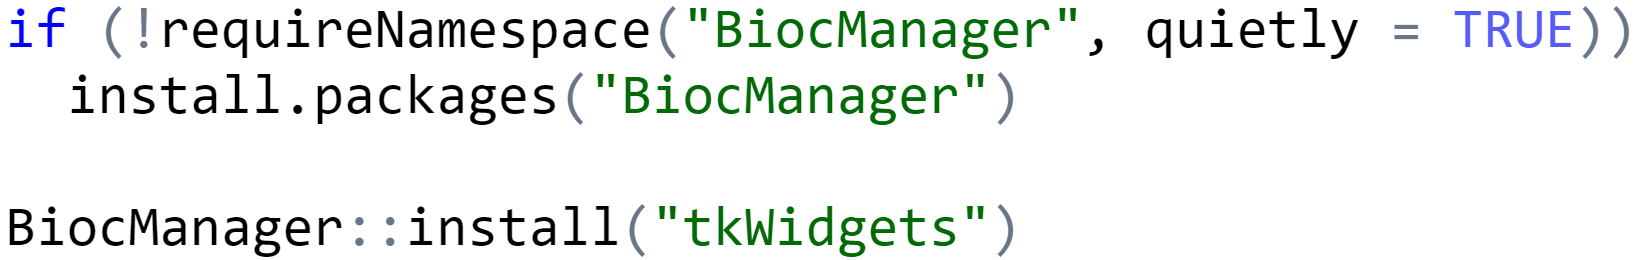 if (!requireNamespace("BiocManager", quietly = TRUE))
  install.packages("BiocManager")

BiocManager::install("tkWidgets")